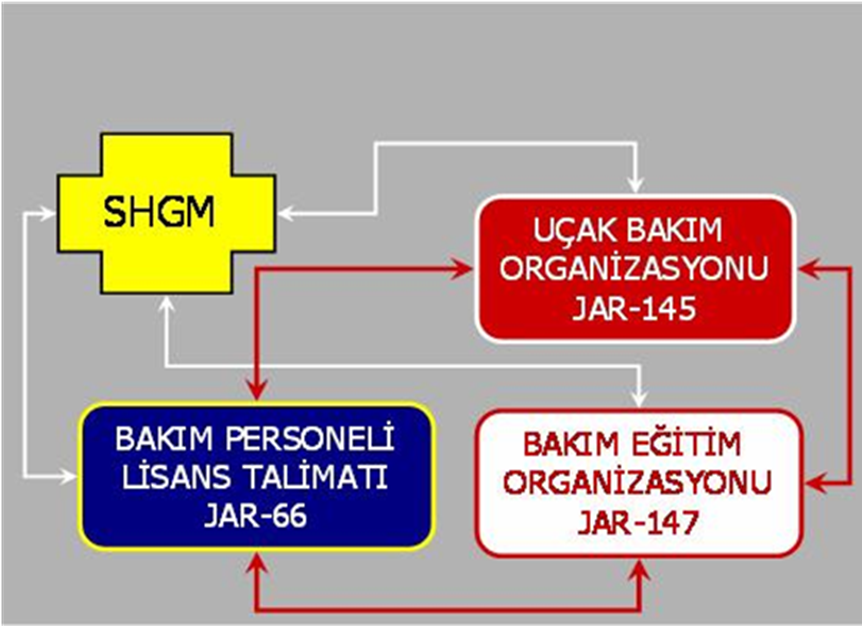 SHGM
UÇAK BAKIM
ORGANİZASYONU
JAR-145
BAKIM PERSONELİ
LİSANS TALİMATI
JAR-66
BAKIM EĞİTİM
ORGANİZASYONU
JAR-147